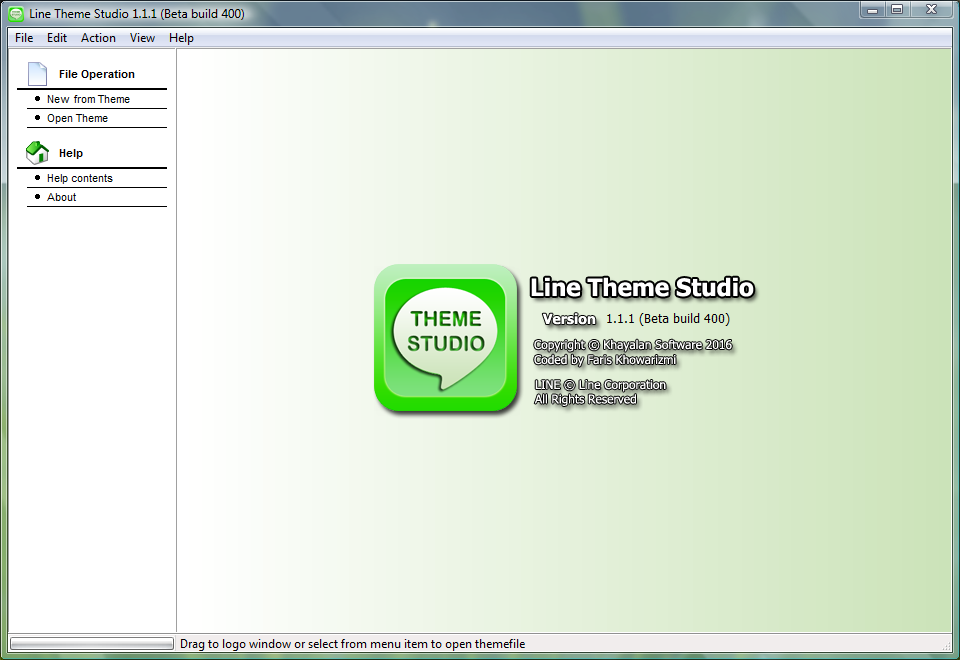 Line Theme Studio 1.1.1 (Beta build 400)
File Edit Action View Help
File Operation
New from Theme
Open Theme
Help
Help contents
About
THEME
STUDIO
Line Theme Studio
Version 1.1.1 (Beta build 400)
Copyright © Khayalan Software 2016
Coded by Faris Khowarizmi
LINE © Line Corporation
All Rights Reserved
Drag to logo window or select from menu item to open themefile